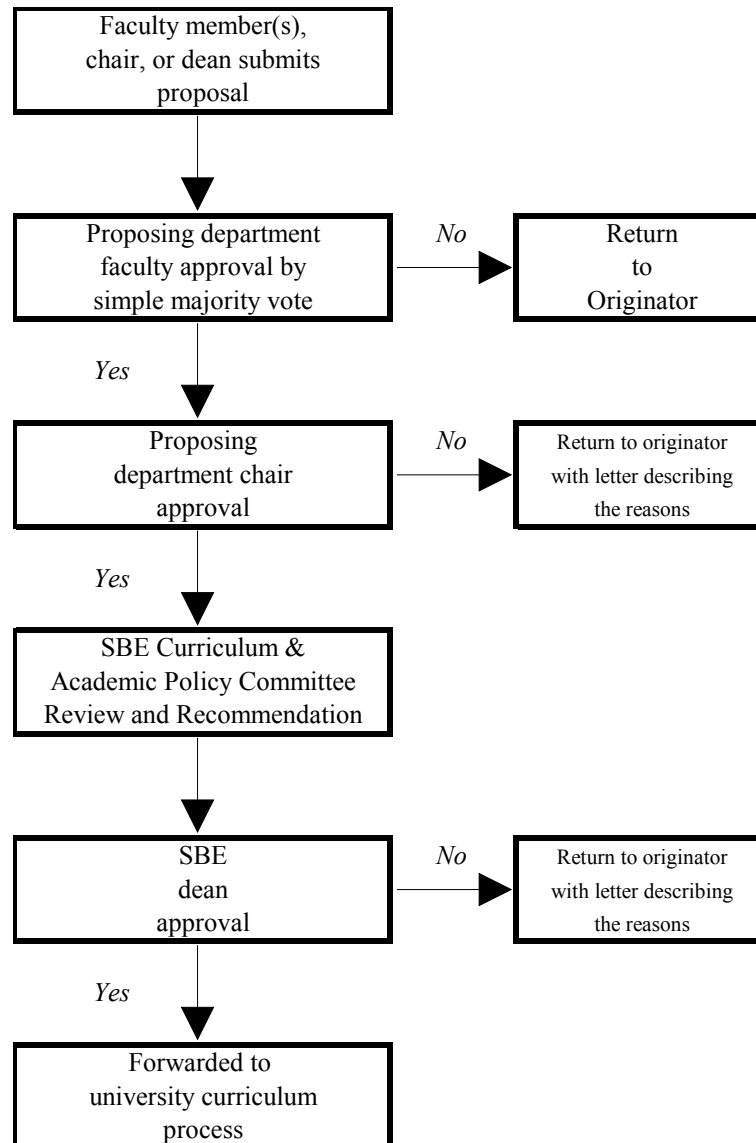 Faculty member(s),
chair, or dean submits
proposal
Proposing department
faculty approval by
simple majority vote
No
Return
to
Originator
Yes
Proposing
department chair
approval
No
Return to originator
with letter describing
the reasons
Yes
SBE Curriculum &
Academic Policy Committee
Review and Recommendation
SBE
dean
approval
No
Return to originator
with letter describing
the reasons
Yes
Forwarded to
university curriculum
process